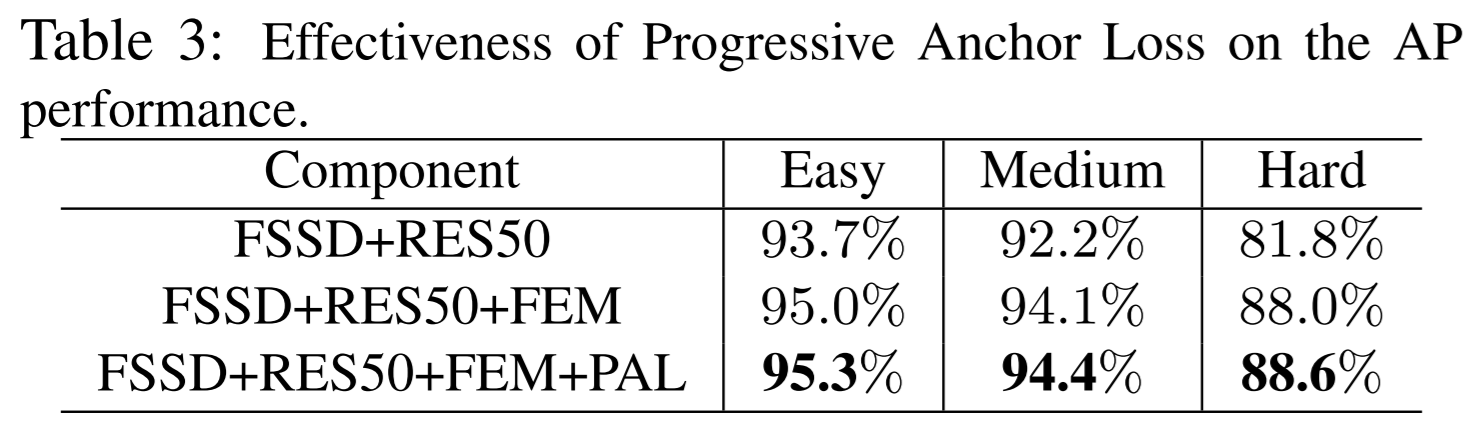 Table 3: Effectiveness of Progressive Anchor Loss on the AP
performance.
Component Easy Medium Hard
FSSD+RES50 93.7% 92.2% 81.8%
FSSD+RES50+FEM 95.0% 94.1% 88.0%
FSSD+RES50+FEM+PAL 95.3% 94.4% 88.6%